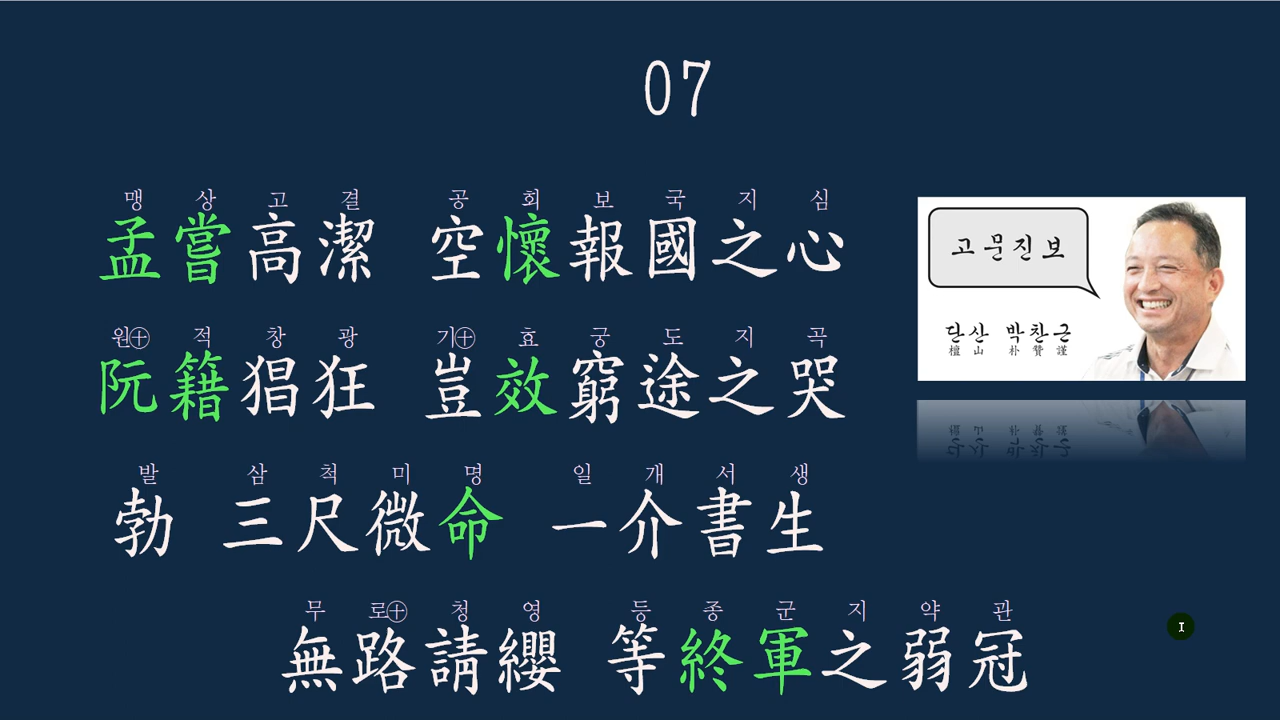 07
맹 상 고 결 공 회 보 국 지 심
孟嘗高潔 空懷報國之心
원㊉ 적 창 광 기㊉ 효 궁 도 지 곡
阮籍猖狂 豈效窮途之哭
발 삼 척 미 명 일 개 서 생
勃 三尺微命 一介書生
무 로㊉ 청 영 등 종 군 지 약 관
無路請纓 等終軍之弱冠
고문진보
단산 박찬근
檀山 朴贊謹